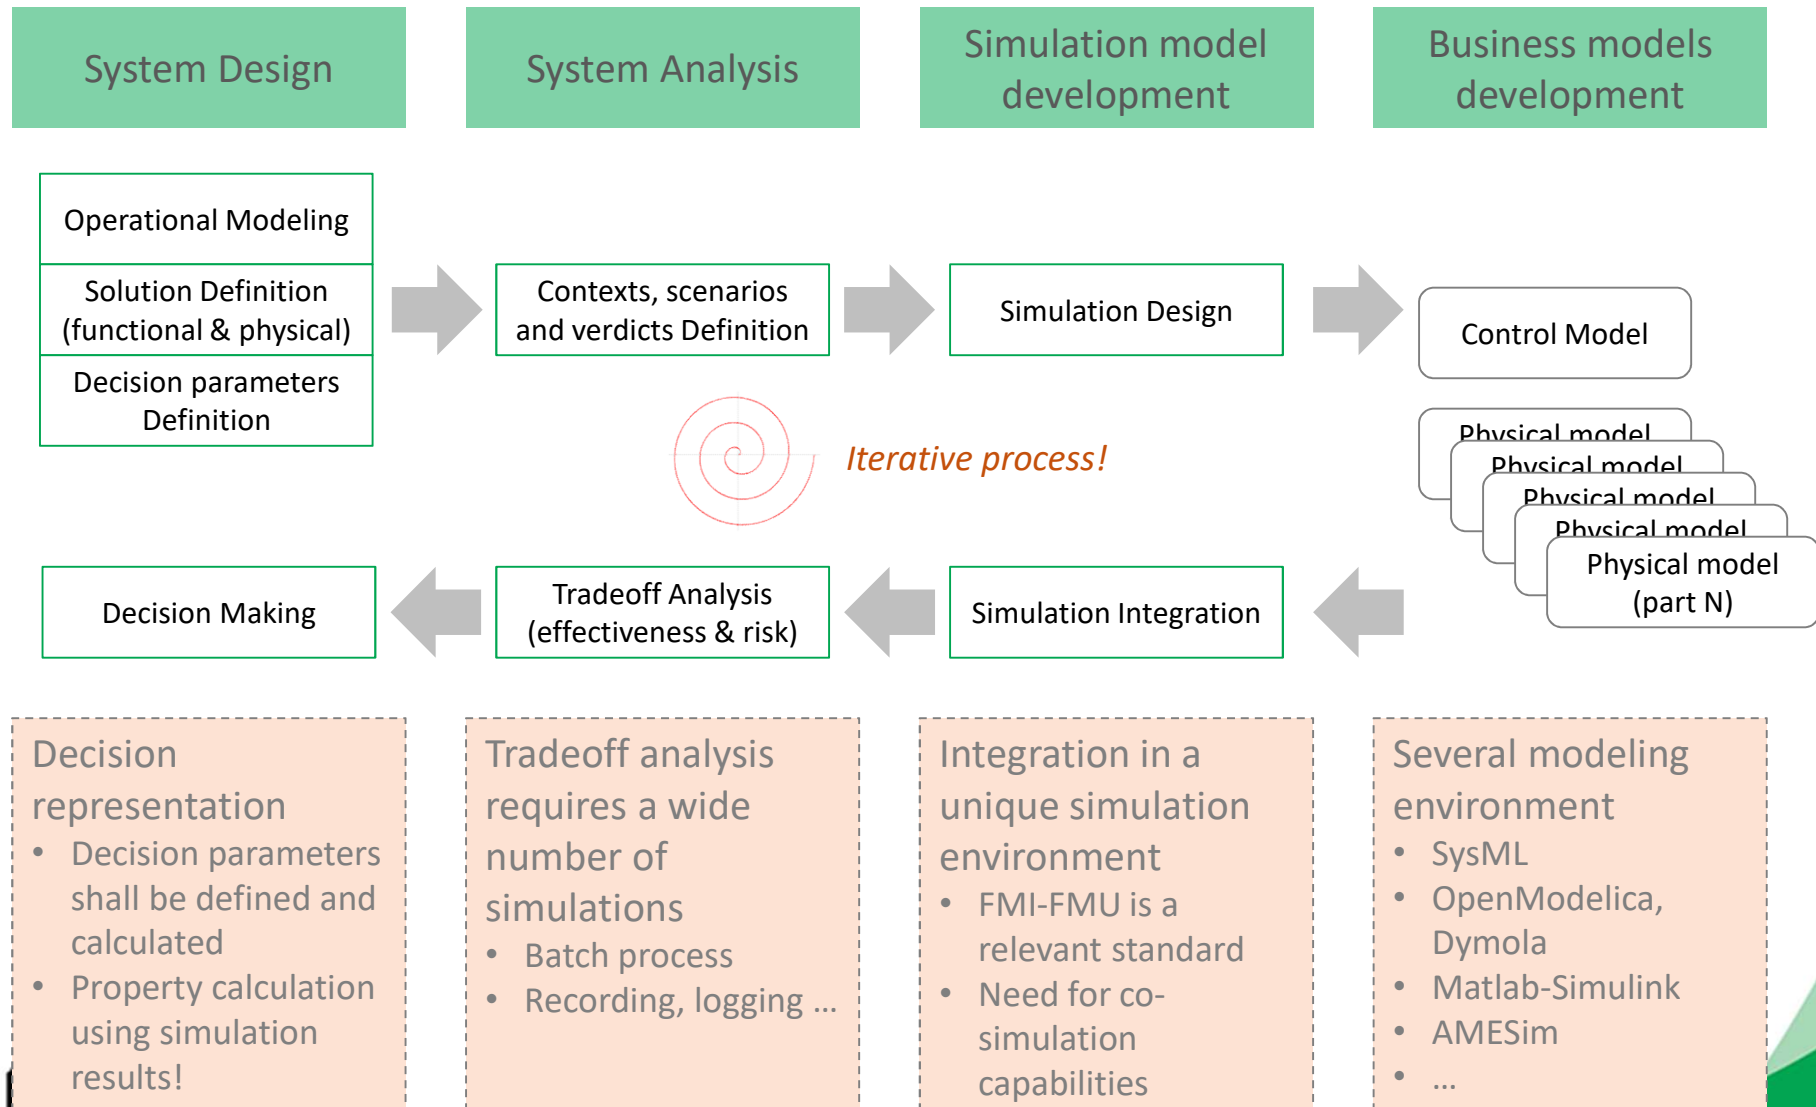 System Design
System Analysis
Simulation model
development
Business models
development
Operational Modeling
Solution Definition
(functional & physical)
Decision parameters
Definition
Contexts, scenarios
and verdicts Definition
Simulation Design
Control Model
Iterative process!
Physical model
Physical model
Physical model
Physical model
Physical model
(part N)
Decision Making
Tradeoff Analysis
(effectiveness & risk)
Simulation Integration
Decision
representation
• Decision parameters
shall be defined and
calculated
• Property calculation
using simulation
results!
Tradeoff analysis
requires a wide
number of
simulations
• Batch process
• Recording, logging ...
Integration in a
unique simulation
environment
• FMI-FMU is a
relevant standard
• Need for co-
simulation
capabilities
Several modeling
environment
• SysML
• OpenModelica,
Dymola
• Matlab-Simulink
• AMESim
• ...